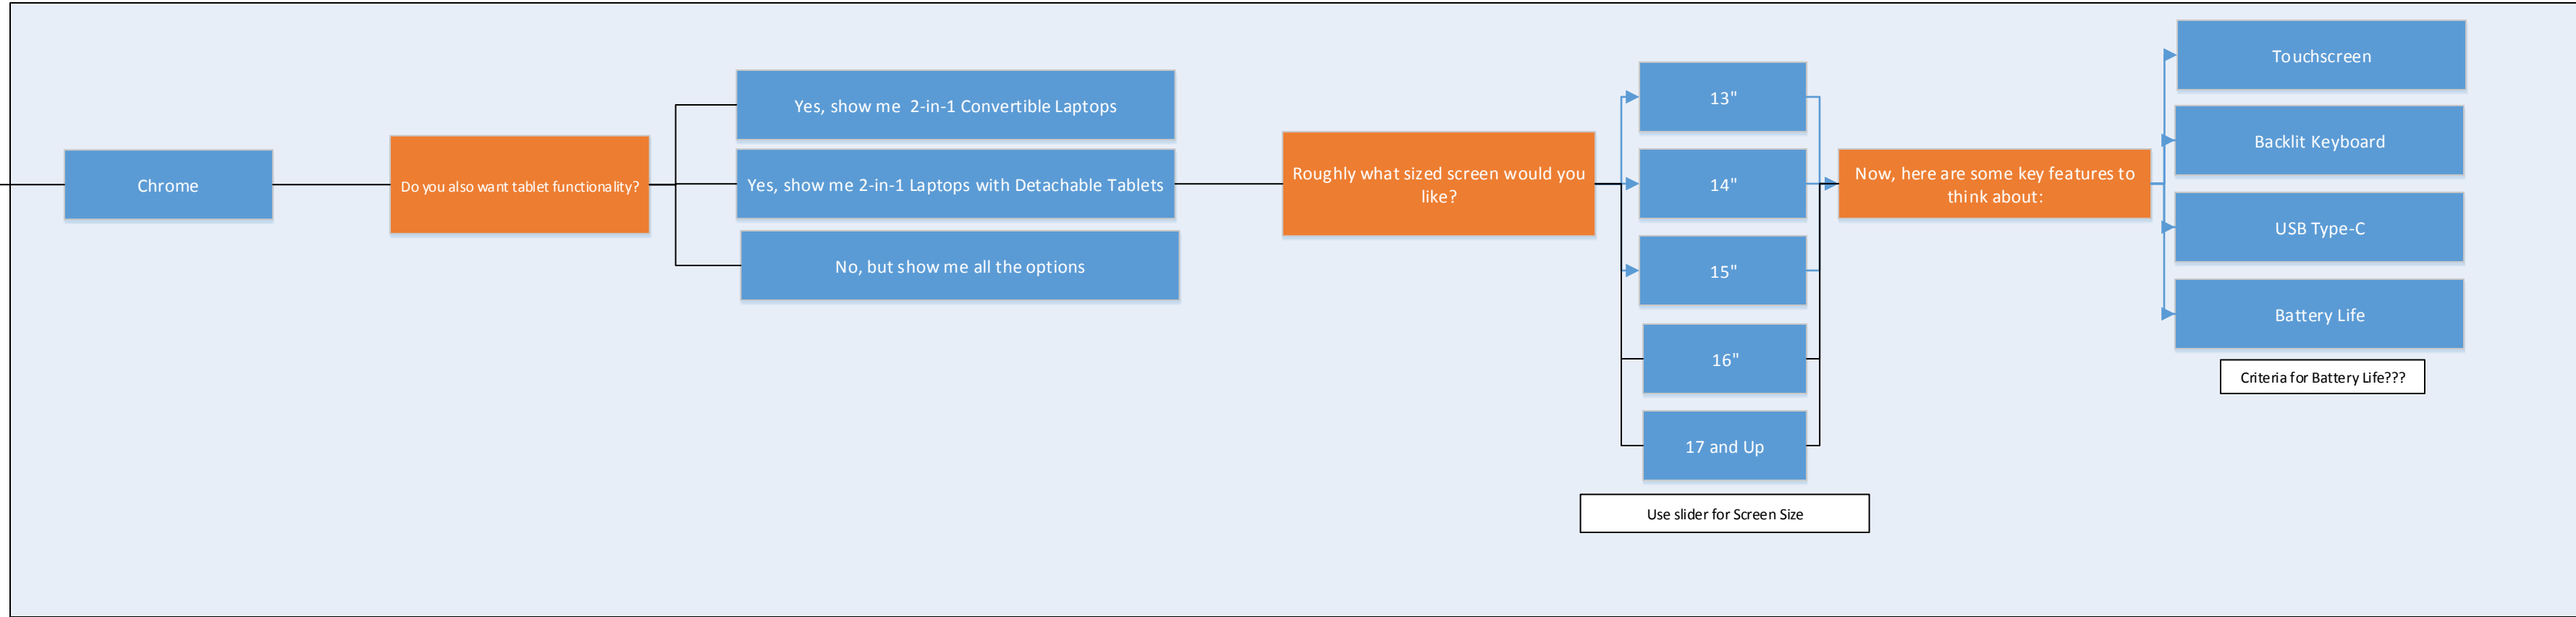 Chrome
Do you also want tablet functionality?
Yes, show me  2-in-1 Convertible Laptops
Yes, show me 2-in-1 Laptops with Detachable Tablets
No, but show me all the options
Roughly what sized screen would you
like?
13"
14"
15"
16"
17 and Up
Use slider for Screen Size
Now, here are some key features to
think about:
Touchscreen
Backlit Keyboard
USB Type-C
Battery Life
Criteria for Battery Life???